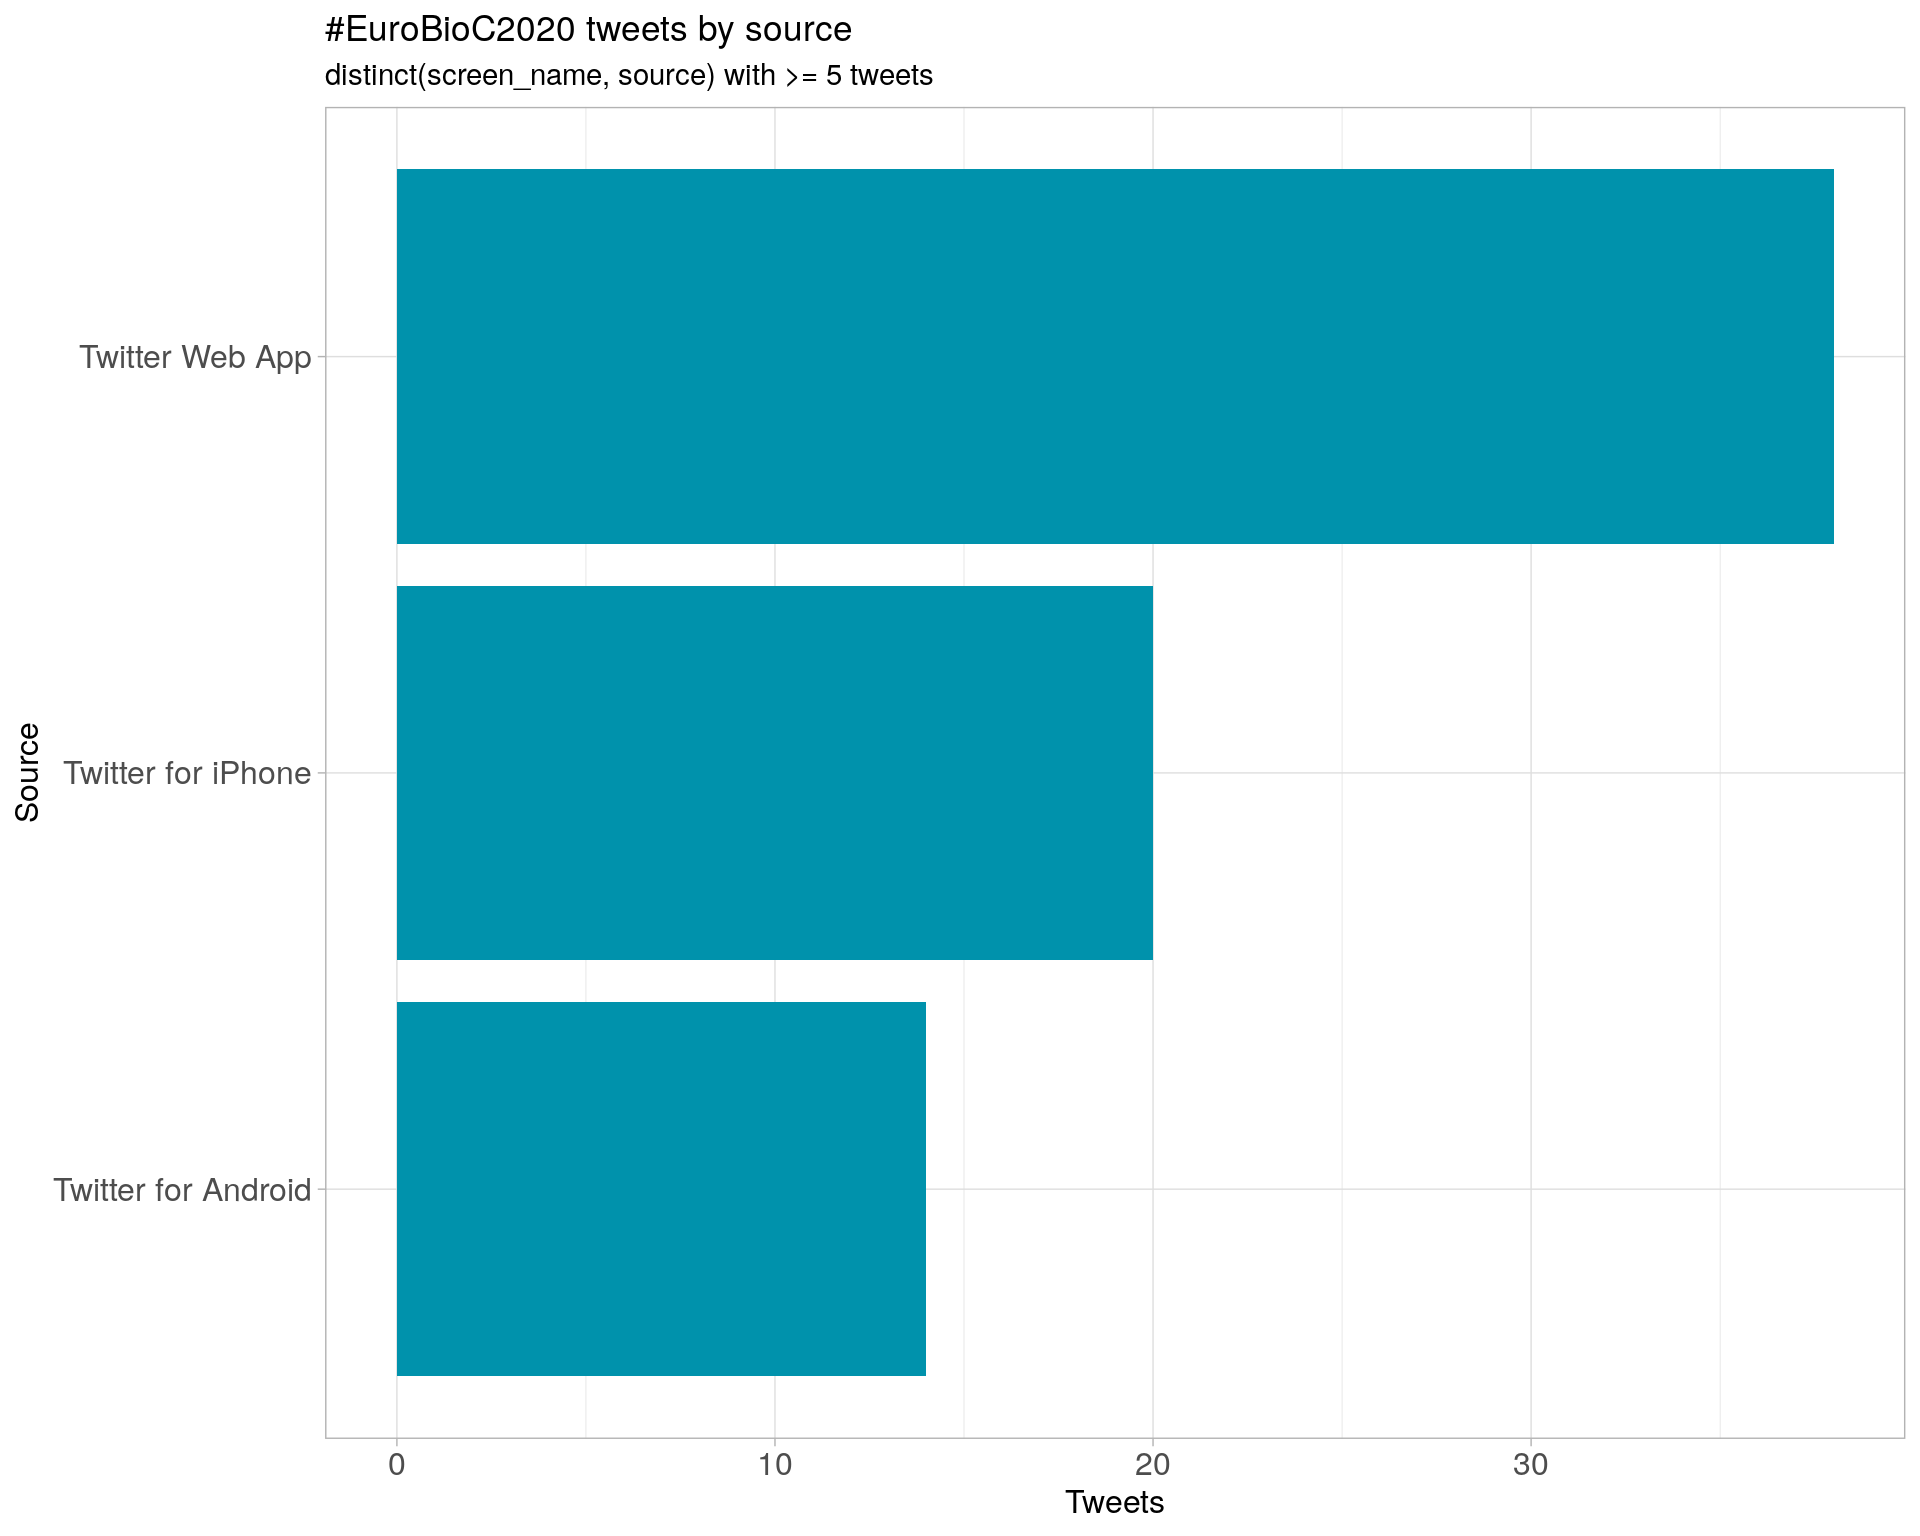 #EuroBioC2020 tweets by source
distinct(screen_name, source) with >= 5 tweets
Twitter Web App
Twitter for iPhone
Twitter for Android
Source
0 10 20 30
Tweets